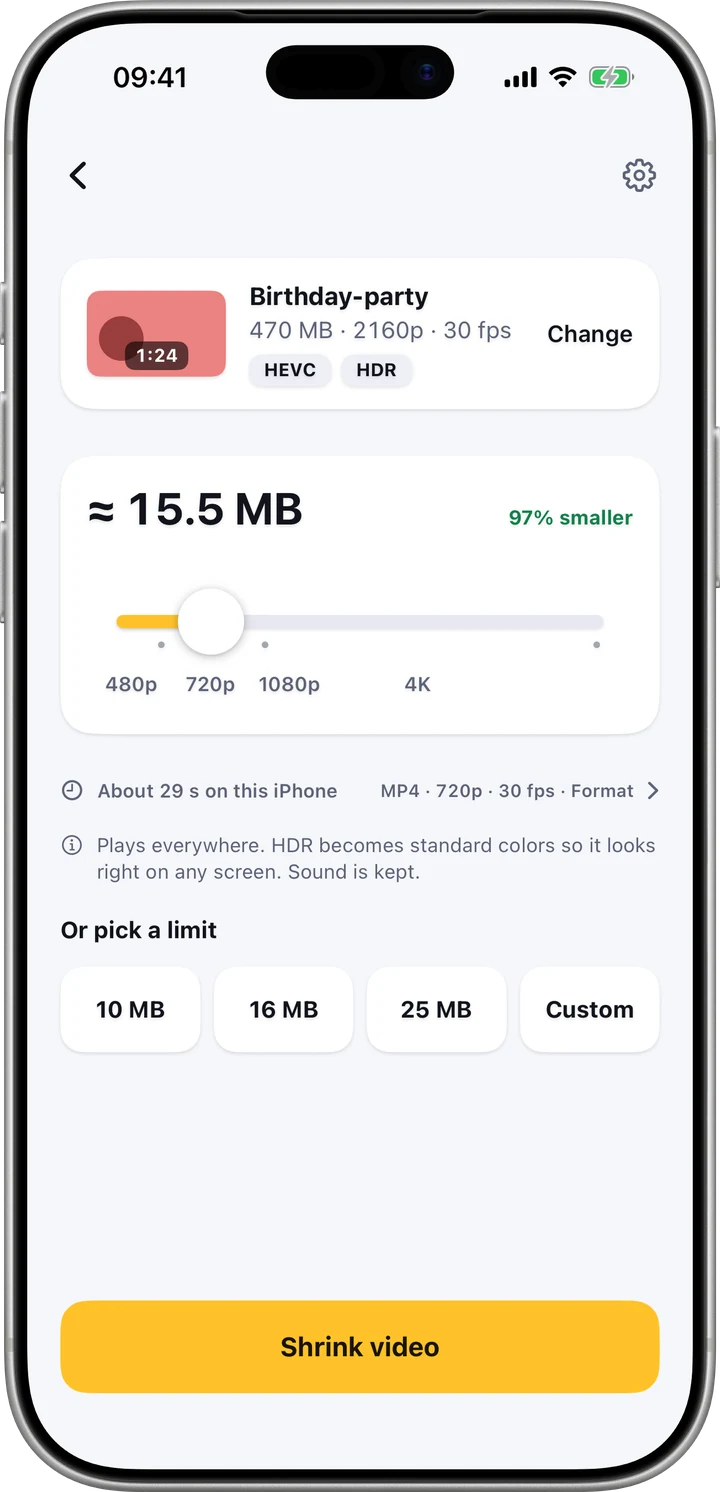 09:41
Birthday-party
470 MB · 2160p · 30 fps
Change
1:24
HEVC HDR
≈ 15.5 MB
97% smaller
480p 720p 1080p 4K
About 29 s on this iPhone
MP4 · 720p · 30 fps · Format
Plays everywhere. HDR becomes standard colors so it looks
right on any screen. Sound is kept.
Or pick a limit
10 MB 16 MB 25 MB Custom
Shrink video